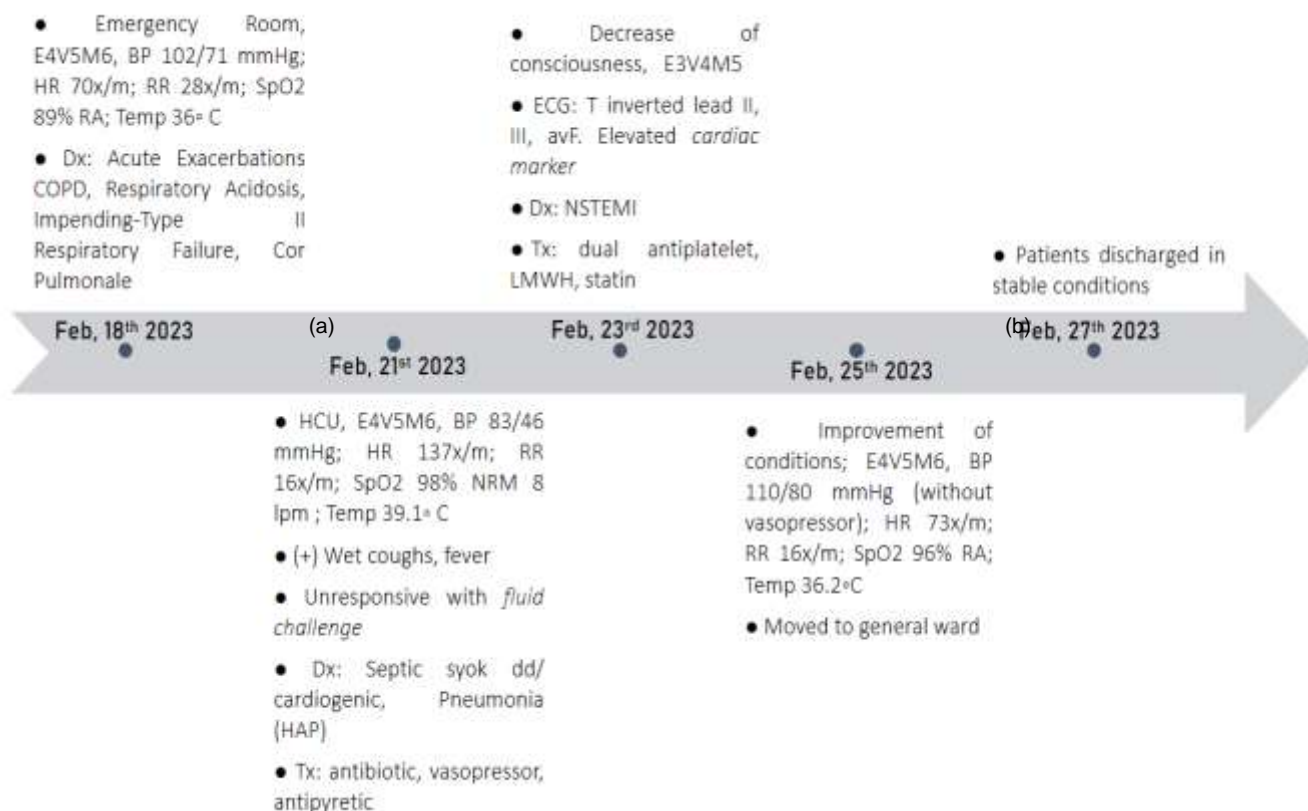 ● Emergency Room,
E4V5M6, BP 102/71 mmHg;
HR 70x/m; RR 28x/m; SpO2
89% RA; Temp 36° C
● Dx: Acute Exacerbations
COPD, Respiratory Acidosis,
Impending-Type II
Respiratory Failure, Cor
Pulmonale
Feb, 18th 2023
(a)
Feb, 21st 2023
● HCU, E4V5M6, BP 83/46
mmHg; HR 137x/m; RR
16x/m; SpO2 98% NRM 8
lpm ; Temp 39.1° C
● (+) Wet coughs, fever
● Unresponsive with fluid
challenge
● Dx: Septic syok dd/
cardiogenic, Pneumonia
(HAP)
● Tx: antibiotic, vasopressor,
antipyretic
● Decrease of
consciousness, E3V4M5
● ECG: T inverted lead II,
III, avF. Elevated cardiac
marker
● Dx: NSTEMI
● Tx: dual antiplatelet,
LMWH, statin
Feb, 23rd 2023
Feb, 25th 2023
● Improvement of
conditions; E4V5M6, BP
110/80 mmHg (without
vasopressor); HR 73x/m;
RR 16x/m; SpO2 96% RA;
Temp 36.2°C
● Moved to general ward
● Patients discharged in
stable conditions
(b)
Feb, 27th 2023